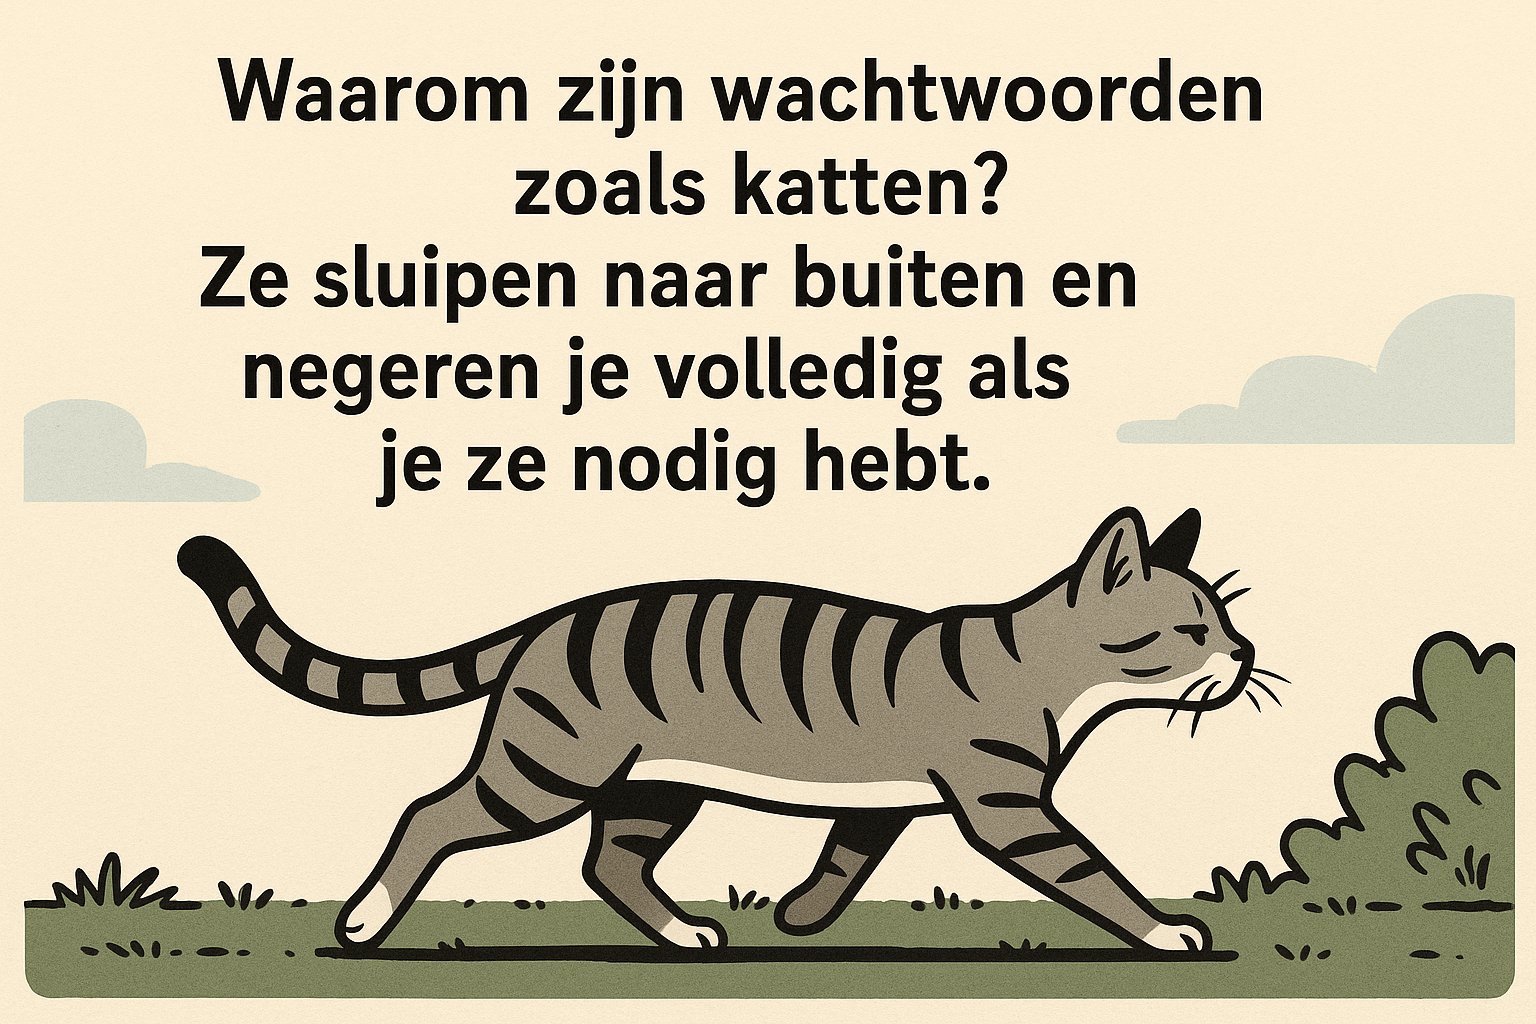 Waarom zijn wachtwoorden
zoals katten?
Ze sluipen naar buiten en
negeren je volledig als
je ze nodig hebt.